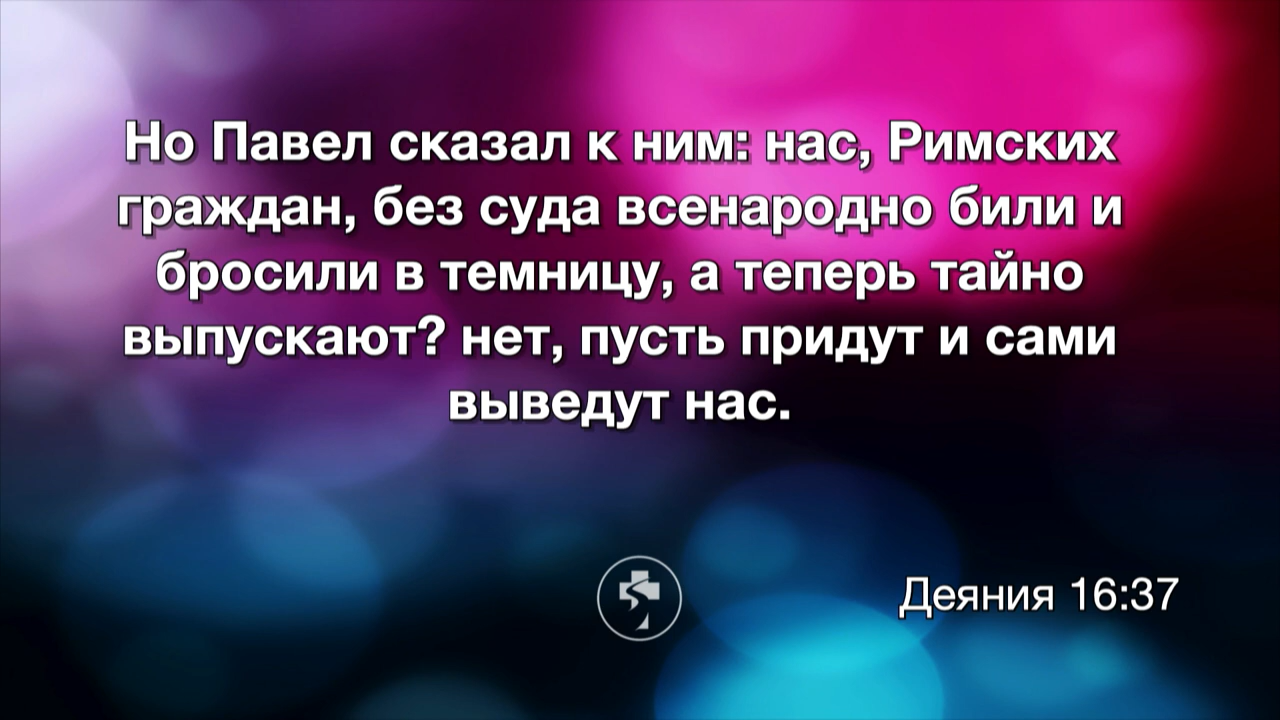 Но Павел сказал к ним: нас, Римских
граждан, без суда всенародно били и
бросили в темницу, а теперь тайно
выпускают? нет, пусть придут и сами
выведут нас.
Деяния 16:37